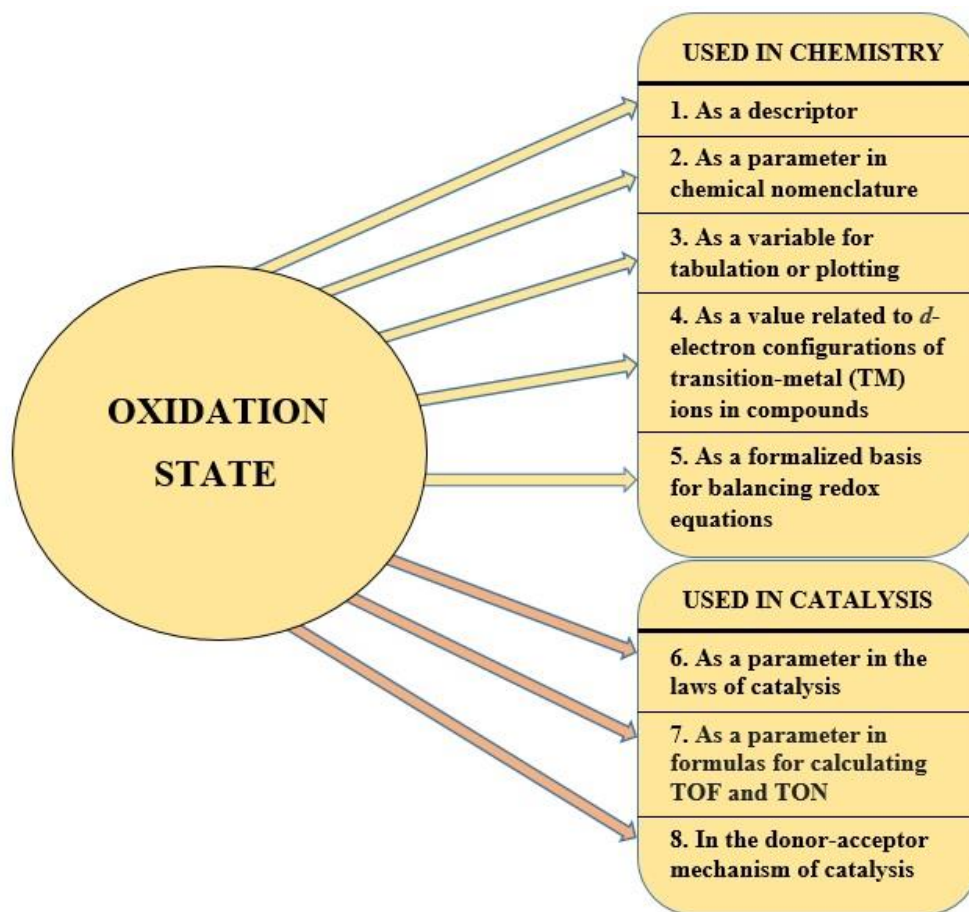 OXIDATION
STATE
USED IN CHEMISTRY
1. As a descriptor
2. As a parameter in
chemical nomenclature
3. As a variable for
tabulation or plotting
4. As a value related to d-
electron configurations of
transition-metal (TM)
ions in compounds
5. As a formalized basis
for balancing redox
equations
USED IN CATALYSIS
6. As a parameter in the
laws of catalysis
7. As a parameter in
formulas for calculating
TOF and TON
8. In the donor-acceptor
mechanism of catalysis